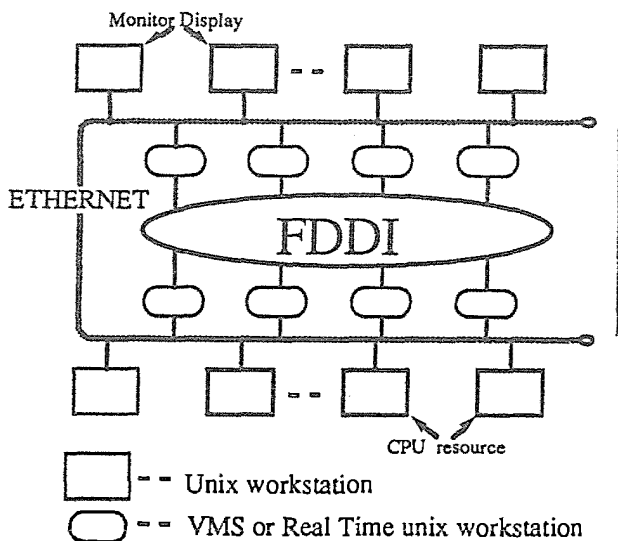 Monitor Display
ETHERNET
FDDI
CPU resource
-- Unix workstation
-- VMS or Real Time unix workstation